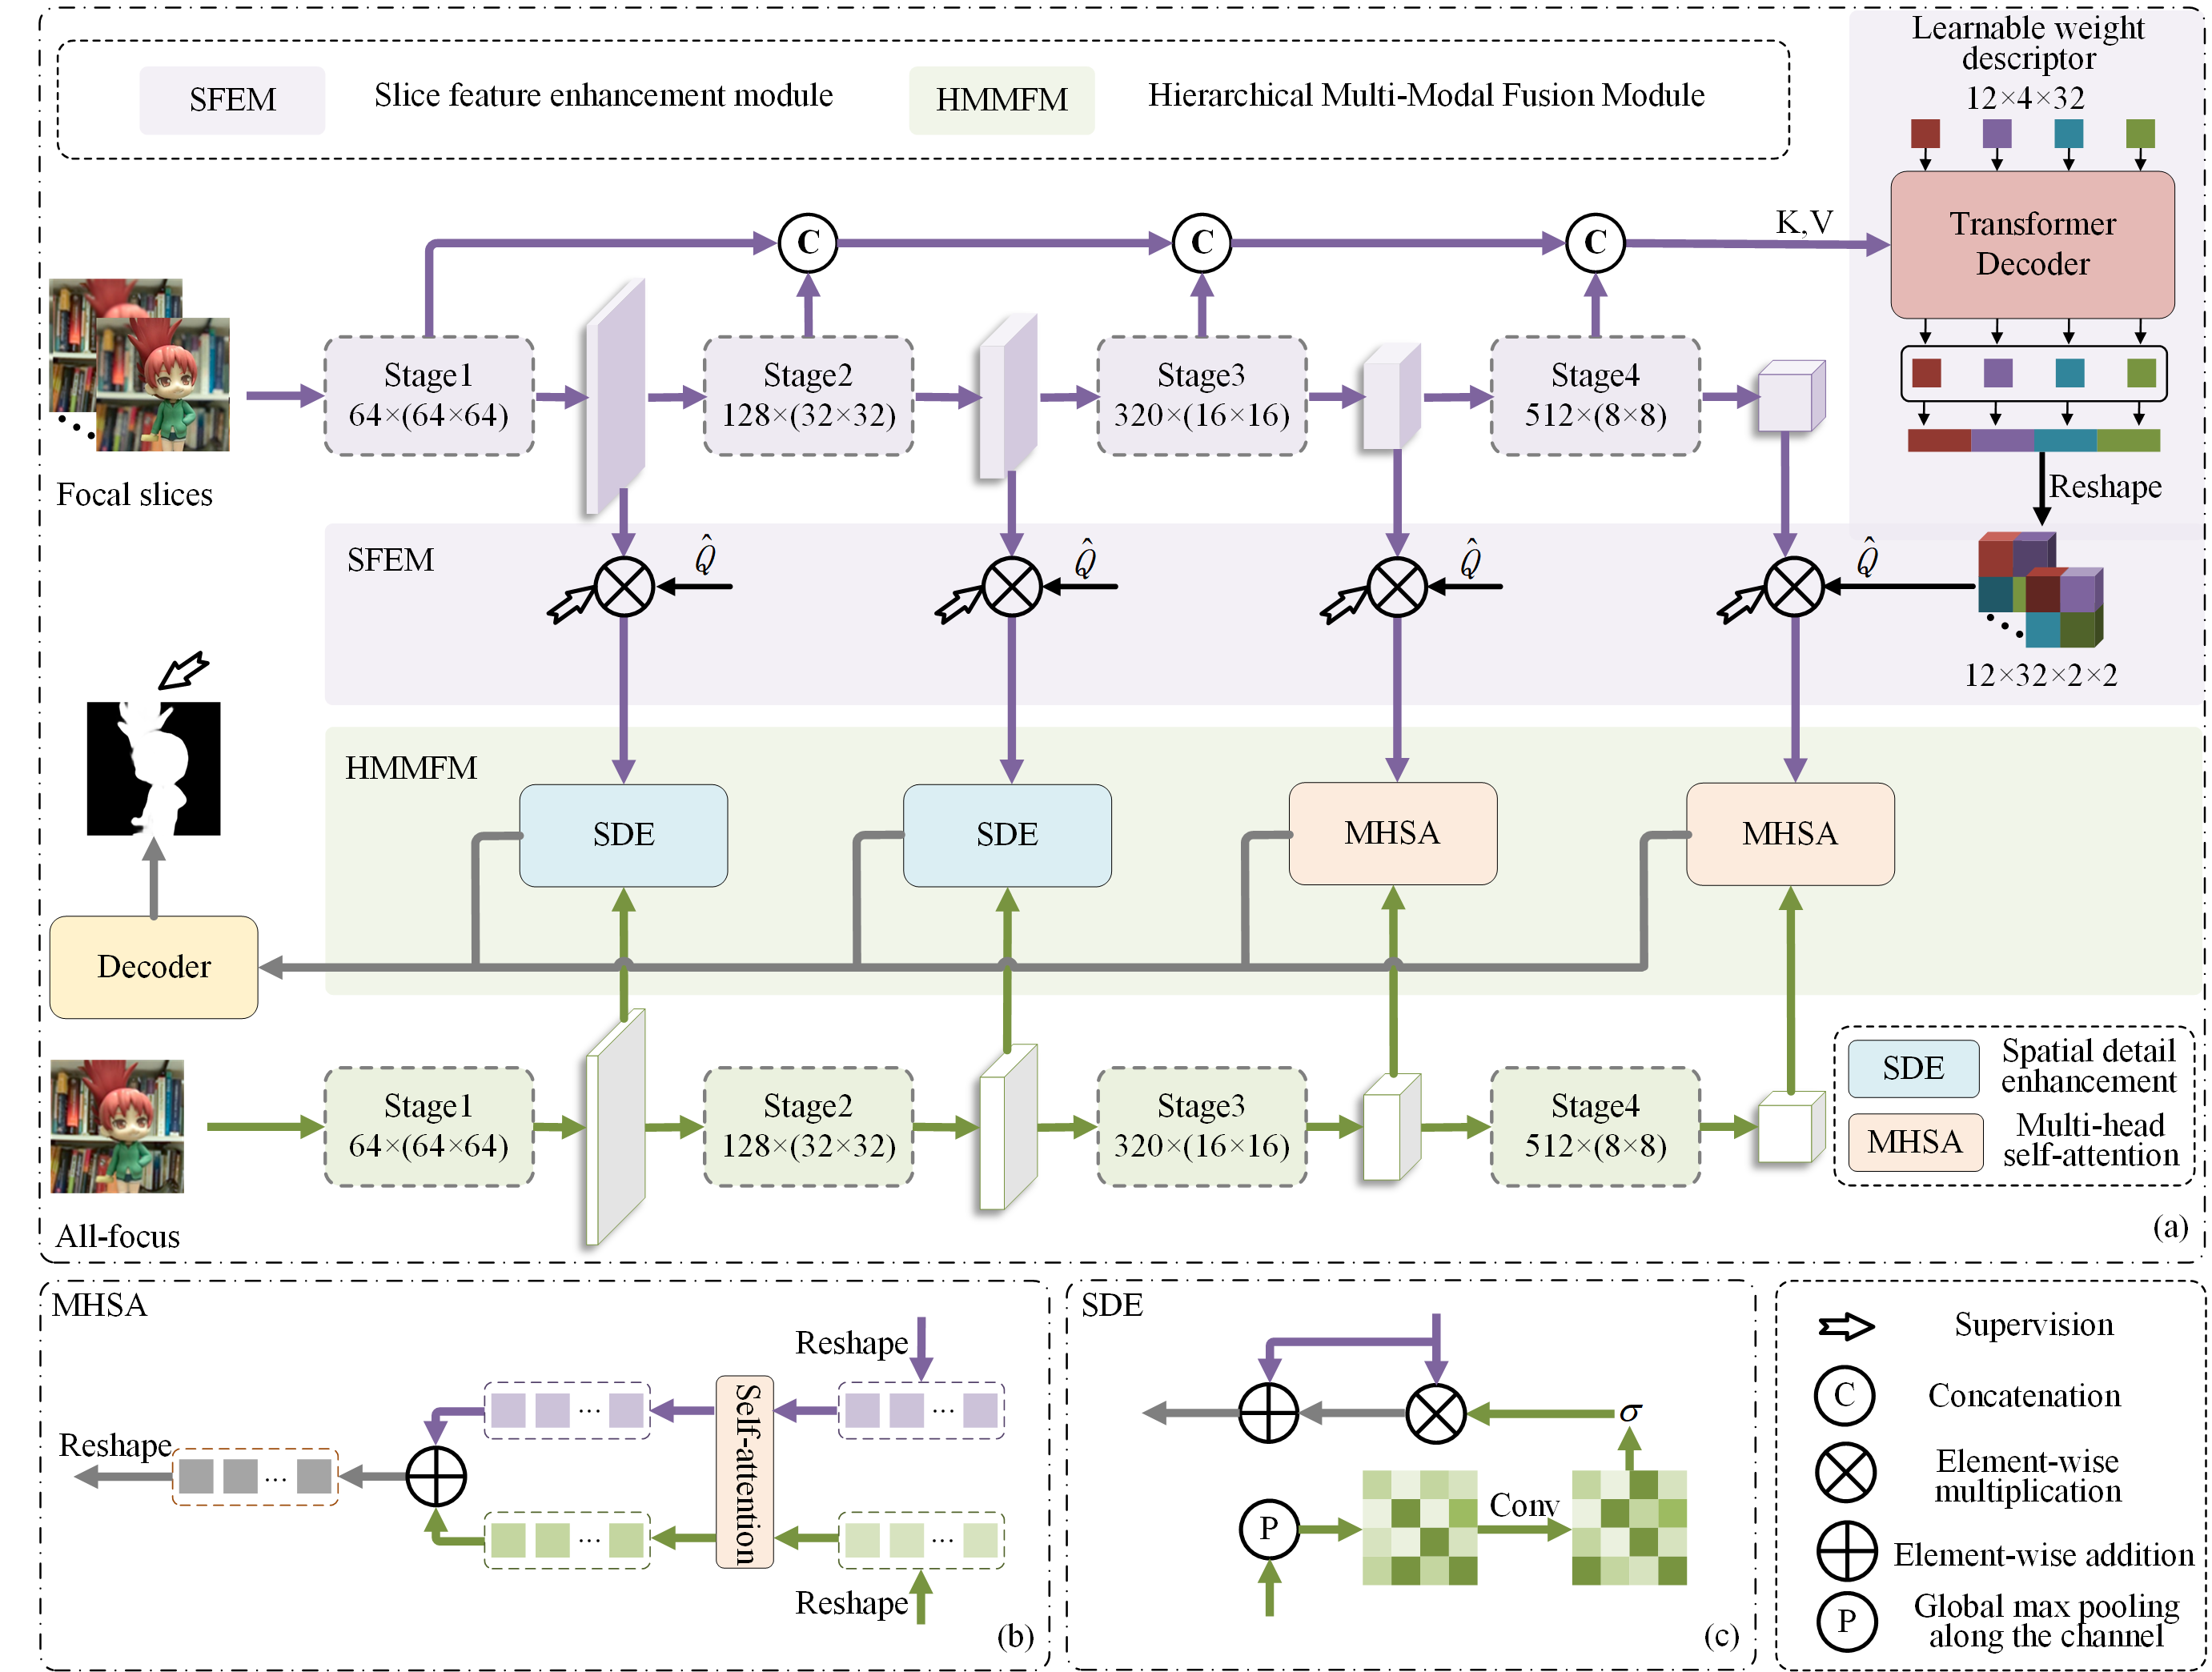 SFEM
Slice feature enhancement module
HMMFM
Hierarchical Multi-Modal Fusion Module
Learnable weight
descriptor
12×4×32
Transformer
Decoder
K,V
C
C
C
Stage1
64×(64×64)
Stage2
128×(32×32)
Stage3
320×(16×16)
Stage4
512×(8×8)
Focal slices
Reshape
SFEM
Q̂
Q̂
Q̂
Q̂
12×32×2×2
HMMFM
SDE
SDE
MHSA
MHSA
Decoder
Stage1
64×(64×64)
Stage2
128×(32×32)
Stage3
320×(16×16)
Stage4
512×(8×8)
All-focus
SDE
Spatial detail
enhancement
MHSA
Multi-head
self-attention
(a)
MHSA
Reshape
...
...
Self-attention
Reshape
...
...
...
Reshape
(b)
SDE
σ
P
Conv
(c)
Supervision
C
Concatenation
Element-wise
multiplication
Element-wise addition
P
Global max pooling
along the channel